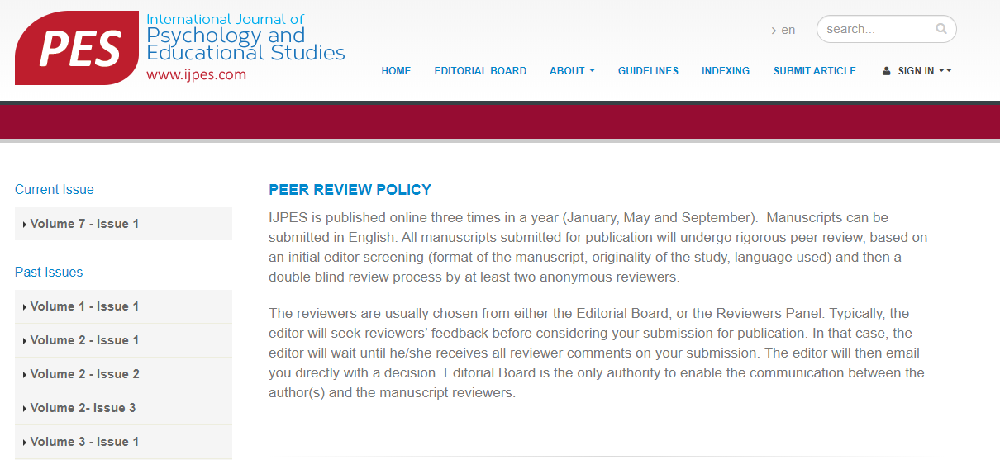 PES
International Journal of
Psychology and
Educational Studies
www.ijpes.com
en
search...
HOME
EDITORIAL BOARD
ABOUT
GUIDELINES
INDEXING
SUBMIT ARTICLE
SIGN IN
Current Issue
Volume 7 - Issue 1
Past Issues
Volume 1 - Issue 1
Volume 2 - Issue 1
Volume 2 - Issue 2
Volume 2- Issue 3
Volume 3 - Issue 1
PEER REVIEW POLICY
IJPES is published online three times in a year (January, May and September).  Manuscripts can be
submitted in English. All manuscripts submitted for publication will undergo rigorous peer review, based on
an initial editor screening (format of the manuscript, originality of the study, language used) and then a
double blind review process by at least two anonymous reviewers.
The reviewers are usually chosen from either the Editorial Board, or the Reviewers Panel. Typically, the
editor will seek reviewers’ feedback before considering your submission for publication. In that case, the
editor will wait until he/she receives all reviewer comments on your submission. The editor will then email
you directly with a decision. Editorial Board is the only authority to enable the communication between the
author(s) and the manuscript reviewers.